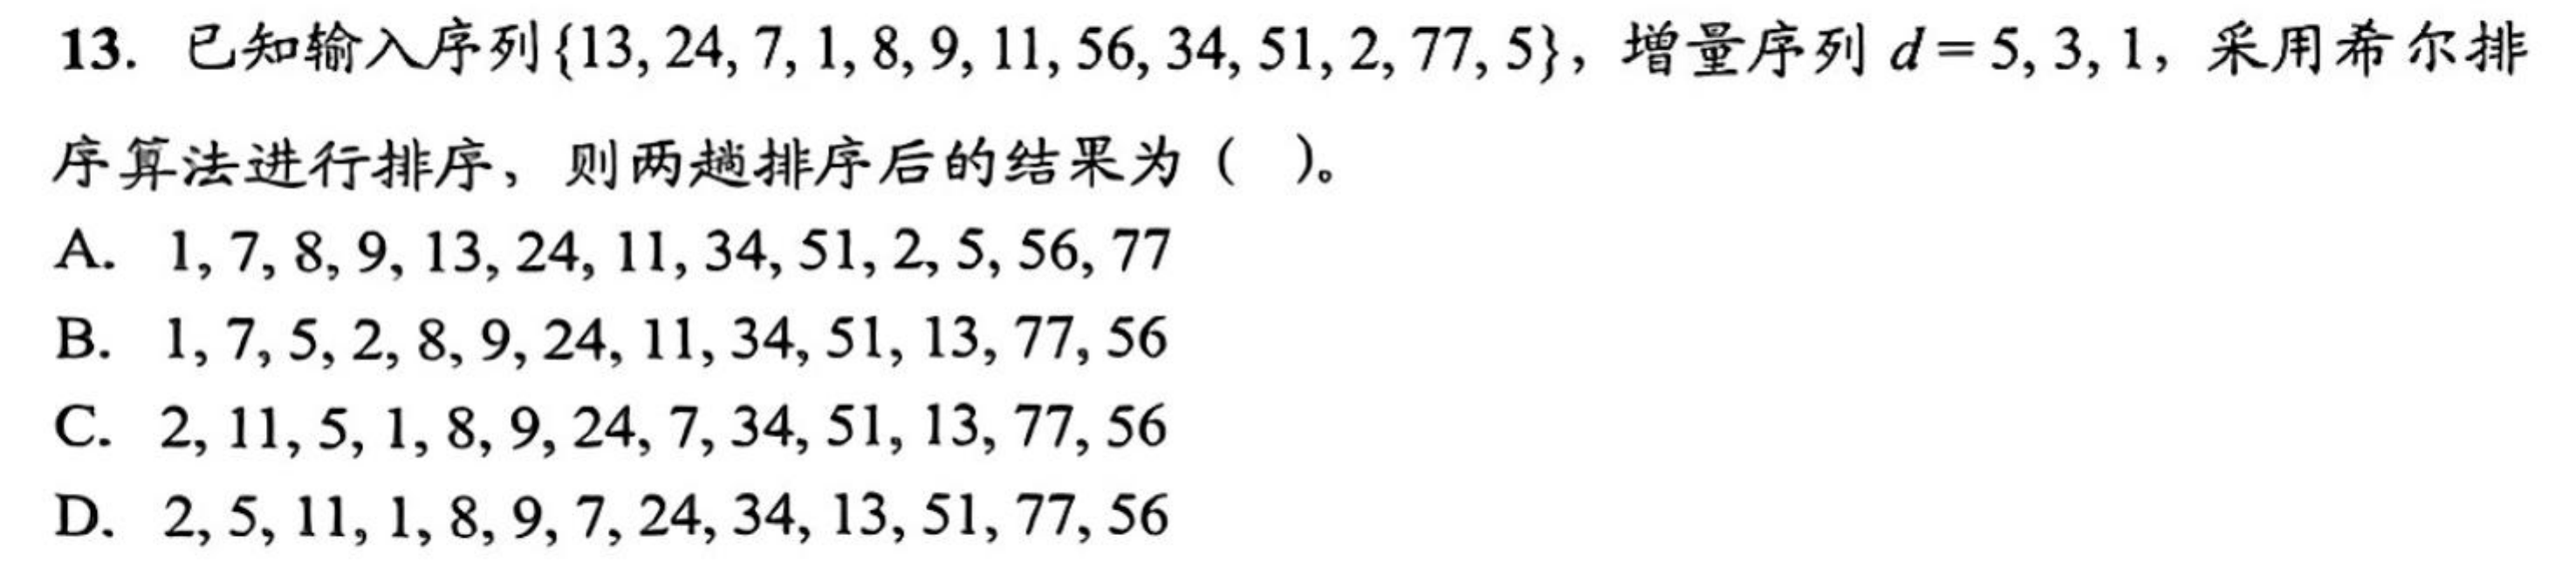 13. 已知输入序列{13, 24, 7, 1, 8, 9, 11, 56, 34, 51, 2, 77, 5}，增量序列 d = 5, 3, 1，采用希尔排
序算法进行排序，则两趟排序后的结果为（ ）。
A. 1, 7, 8, 9, 13, 24, 11, 34, 51, 2, 5, 56, 77
B. 1, 7, 5, 2, 8, 9, 24, 11, 34, 51, 13, 77, 56
C. 2, 11, 5, 1, 8, 9, 24, 7, 34, 51, 13, 77, 56
D. 2, 5, 11, 1, 8, 9, 7, 24, 34, 13, 51, 77, 56